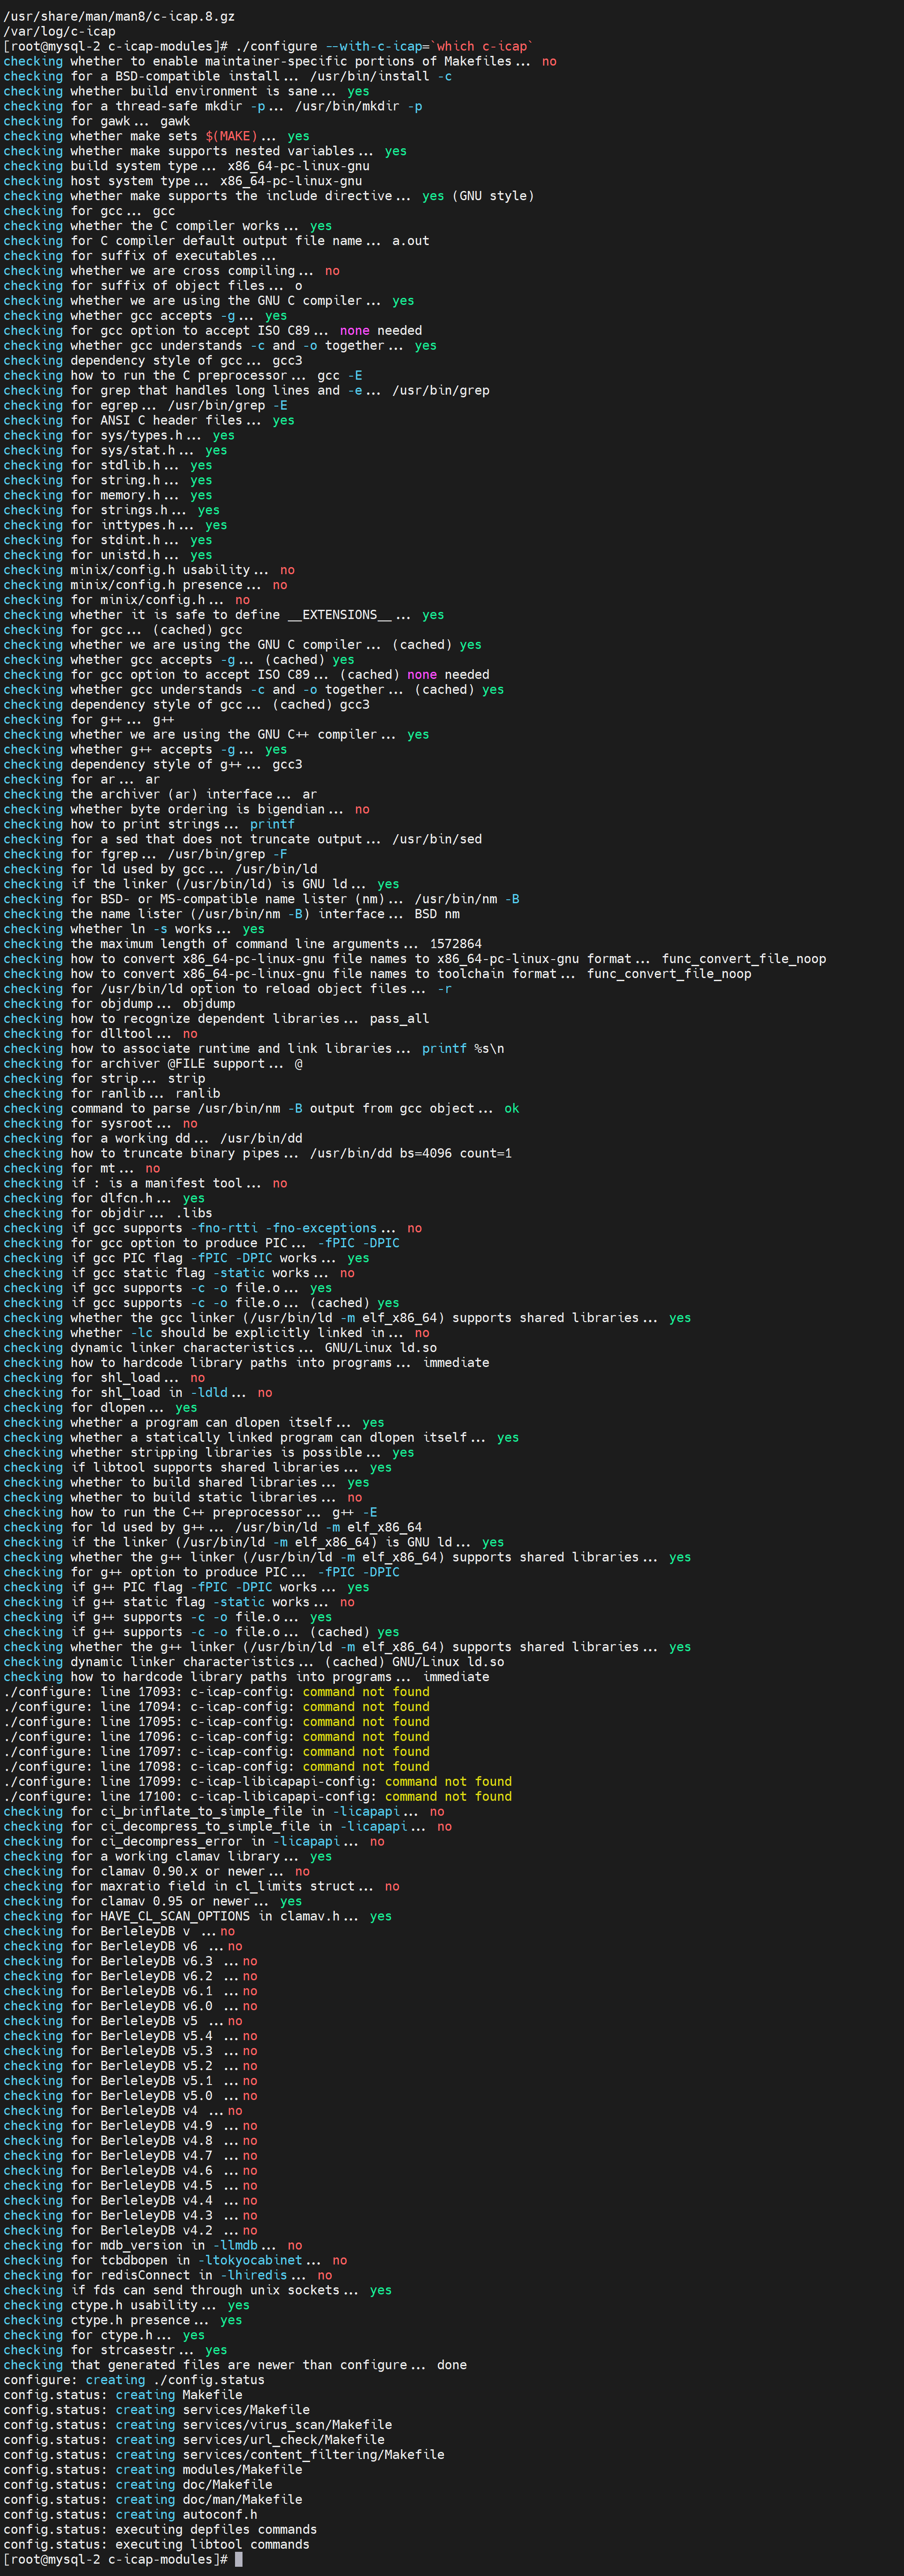 /usr/share/man/man8/c-icap.8.gz
/var/log/c-icap
[root@mysql-2 c-icap-modules]# ./configure --with-c-icap=`which c-icap`
checking whether to enable maintainer-specific portions of Makefiles... no
checking for a BSD-compatible install... /usr/bin/install -c
checking whether build environment is sane... yes
checking for a thread-safe mkdir -p... /usr/bin/mkdir -p
checking for gawk... gawk
checking whether make sets $(MAKE)... yes
checking whether make supports nested variables... yes
checking build system type... x86_64-pc-linux-gnu
checking host system type... x86_64-pc-linux-gnu
checking whether make supports the include directive... yes (GNU style)
checking for gcc... gcc
checking whether the C compiler works... yes
checking for C compiler default output file name... a.out
checking for suffix of executables...
checking whether we are cross compiling... no
checking for suffix of object files... o
checking whether we are using the GNU C compiler... yes
checking whether gcc accepts -g... yes
checking for gcc option to accept ISO C89... none needed
checking whether gcc understands -c and -o together... yes
checking dependency style of gcc... gcc3
checking how to run the C preprocessor... gcc -E
checking for grep that handles long lines and -e... /usr/bin/grep
checking for egrep... /usr/bin/grep -E
checking for ANSI C header files... yes
checking for sys/types.h... yes
checking for sys/stat.h... yes
checking for stdlib.h... yes
checking for string.h... yes
checking for memory.h... yes
checking for strings.h... yes
checking for inttypes.h... yes
checking for stdint.h... yes
checking for unistd.h... yes
checking minix/config.h usability... no
checking minix/config.h presence... no
checking for minix/config.h... no
checking whether it is safe to define __EXTENSIONS__... yes
checking for gcc... (cached) gcc
checking whether we are using the GNU C compiler... (cached) yes
checking whether gcc accepts -g... (cached) yes
checking for gcc option to accept ISO C89... (cached) none needed
checking whether gcc understands -c and -o together... (cached) yes
checking dependency style of gcc... (cached) gcc3
checking for g++... g++
checking whether we are using the GNU C++ compiler... yes
checking whether g++ accepts -g... yes
checking dependency style of g++... gcc3
checking for ar... ar
checking the archiver (ar) interface... ar
checking whether byte ordering is bigendian... no
checking how to print strings... printf
checking for a sed that does not truncate output... /usr/bin/sed
checking for fgrep... /usr/bin/grep -F
checking for ld used by gcc... /usr/bin/ld
checking if the linker (/usr/bin/ld) is GNU ld... yes
checking for BSD- or MS-compatible name lister (nm)... /usr/bin/nm -B
checking the name lister (/usr/bin/nm -B) interface... BSD nm
checking whether ln -s works... yes
checking the maximum length of command line arguments... 1572864
checking how to convert x86_64-pc-linux-gnu file names to x86_64-pc-linux-gnu format... func_convert_file_noop
checking how to convert x86_64-pc-linux-gnu file names to toolchain format... func_convert_file_noop
checking for /usr/bin/ld option to reload object files... -r
checking for objdump... objdump
checking how to recognize dependent libraries... pass_all
checking for dlltool... no
checking how to associate runtime and link libraries... printf %s\n
checking for archiver @FILE support... @
checking for strip... strip
checking for ranlib... ranlib
checking command to parse /usr/bin/nm -B output from gcc object... ok
checking for sysroot... no
checking for a working dd... /usr/bin/dd
checking how to truncate binary pipes... /usr/bin/dd bs=4096 count=1
checking for mt... no
checking if : is a manifest tool... no
checking for dlfcn.h... yes
checking for objdir... .libs
checking if gcc supports -fno-rtti -fno-exceptions... no
checking for gcc option to produce PIC... -fPIC -DPIC
checking if gcc PIC flag -fPIC -DPIC works... yes
checking if gcc static flag -static works... no
checking if gcc supports -c -o file.o... yes
checking if gcc supports -c -o file.o... (cached) yes
checking whether the gcc linker (/usr/bin/ld -m elf_x86_64) supports shared libraries... yes
checking whether -lc should be explicitly linked in... no
checking dynamic linker characteristics... GNU/Linux ld.so
checking how to hardcode library paths into programs... immediate
checking for shl_load... no
checking for shl_load in -ldld... no
checking for dlopen... yes
checking whether a program can dlopen itself... yes
checking whether a statically linked program can dlopen itself... yes
checking whether stripping libraries is possible... yes
checking if libtool supports shared libraries... yes
checking whether to build shared libraries... yes
checking whether to build static libraries... no
checking how to run the C++ preprocessor... g++ -E
checking for ld used by g++... /usr/bin/ld -m elf_x86_64
checking if the linker (/usr/bin/ld -m elf_x86_64) is GNU ld... yes
checking whether the g++ linker (/usr/bin/ld -m elf_x86_64) supports shared libraries... yes
checking for g++ option to produce PIC... -fPIC -DPIC
checking if g++ PIC flag -fPIC -DPIC works... yes
checking if g++ static flag -static works... no
checking if g++ supports -c -o file.o... yes
checking if g++ supports -c -o file.o... (cached) yes
checking whether the g++ linker (/usr/bin/ld -m elf_x86_64) supports shared libraries... yes
checking dynamic linker characteristics... (cached) GNU/Linux ld.so
checking how to hardcode library paths into programs... immediate
./configure: line 17093: c-icap-config: command not found
./configure: line 17094: c-icap-config: command not found
./configure: line 17095: c-icap-config: command not found
./configure: line 17096: c-icap-config: command not found
./configure: line 17097: c-icap-config: command not found
./configure: line 17098: c-icap-config: command not found
./configure: line 17099: c-icap-libicapapi-config: command not found
./configure: line 17100: c-icap-libicapapi-config: command not found
checking for ci_brinflate_to_simple_file in -licapapi... no
checking for ci_decompress_to_simple_file in -licapapi... no
checking for ci_decompress_error in -licapapi... no
checking for a working clamav library... yes
checking for clamav 0.90.x or newer... no
checking for maxratio field in cl_limits struct... no
checking for clamav 0.95 or newer... yes
checking for HAVE_CL_SCAN_OPTIONS in clamav.h... yes
checking for BerleleyDB v ...no
checking for BerleleyDB v6 ...no
checking for BerleleyDB v6.3 ...no
checking for BerleleyDB v6.2 ...no
checking for BerleleyDB v6.1 ...no
checking for BerleleyDB v6.0 ...no
checking for BerleleyDB v5 ...no
checking for BerleleyDB v5.4 ...no
checking for BerleleyDB v5.3 ...no
checking for BerleleyDB v5.2 ...no
checking for BerleleyDB v5.1 ...no
checking for BerleleyDB v5.0 ...no
checking for BerleleyDB v4 ...no
checking for BerleleyDB v4.9 ...no
checking for BerleleyDB v4.8 ...no
checking for BerleleyDB v4.7 ...no
checking for BerleleyDB v4.6 ...no
checking for BerleleyDB v4.5 ...no
checking for BerleleyDB v4.4 ...no
checking for BerleleyDB v4.3 ...no
checking for BerleleyDB v4.2 ...no
checking for mdb_version in -llmdb... no
checking for tcbdbopen in -ltokyocabinet... no
checking for redisConnect in -lhiredis... no
checking if fds can send through unix sockets... yes
checking ctype.h usability... yes
checking ctype.h presence... yes
checking for ctype.h... yes
checking for strcasestr... yes
checking that generated files are newer than configure... done
configure: creating ./config.status
config.status: creating Makefile
config.status: creating services/Makefile
config.status: creating services/virus_scan/Makefile
config.status: creating services/url_check/Makefile
config.status: creating services/content_filtering/Makefile
config.status: creating modules/Makefile
config.status: creating doc/Makefile
config.status: creating doc/man/Makefile
config.status: creating autoconf.h
config.status: executing depfiles commands
config.status: executing libtool commands
[root@mysql-2 c-icap-modules]#